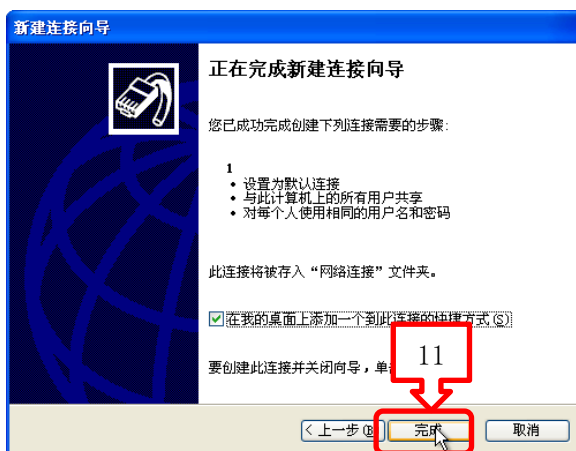 新建连接向导
正在完成新建连接向导
您已成功完成创建下列连接需要的步骤:
1
• 设置为默认连接
• 与此计算机上的所有用户共享
• 对每个人使用相同的用户名和密码
此连接将被存入“网络连接”文件夹。
在我的桌面上添加一个到此连接的快捷方式(S)
要创建此连接并关闭向导，单
11
< 上一步(B)
完成
取消